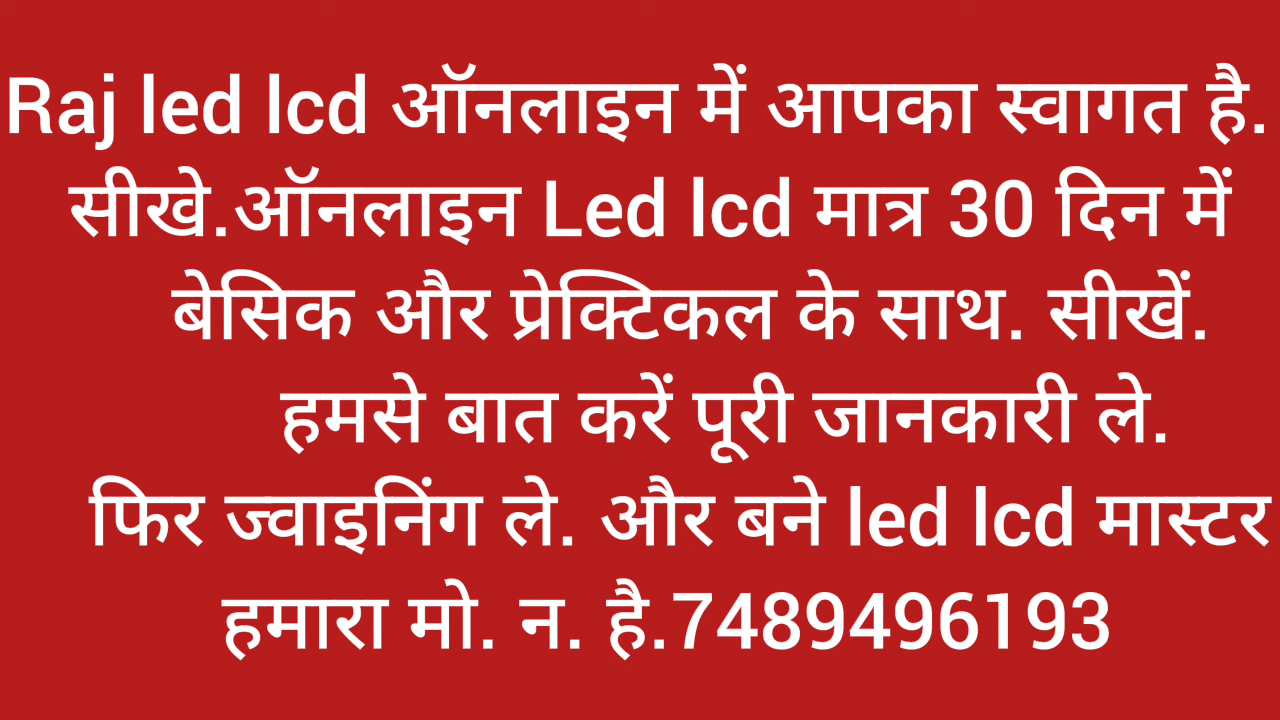 Raj led lcd ऑनलाइन में आपका स्वागत है.
सीखे.ऑनलाइन Led lcd मात्र 30 दिन में
बेसिक और प्रेक्टिकल के साथ. सीखें.
हमसे बात करें पूरी जानकारी ले.
फिर ज्वाइनिंग ले. और बने led lcd मास्टर
हमारा मो. न. है.7489496193